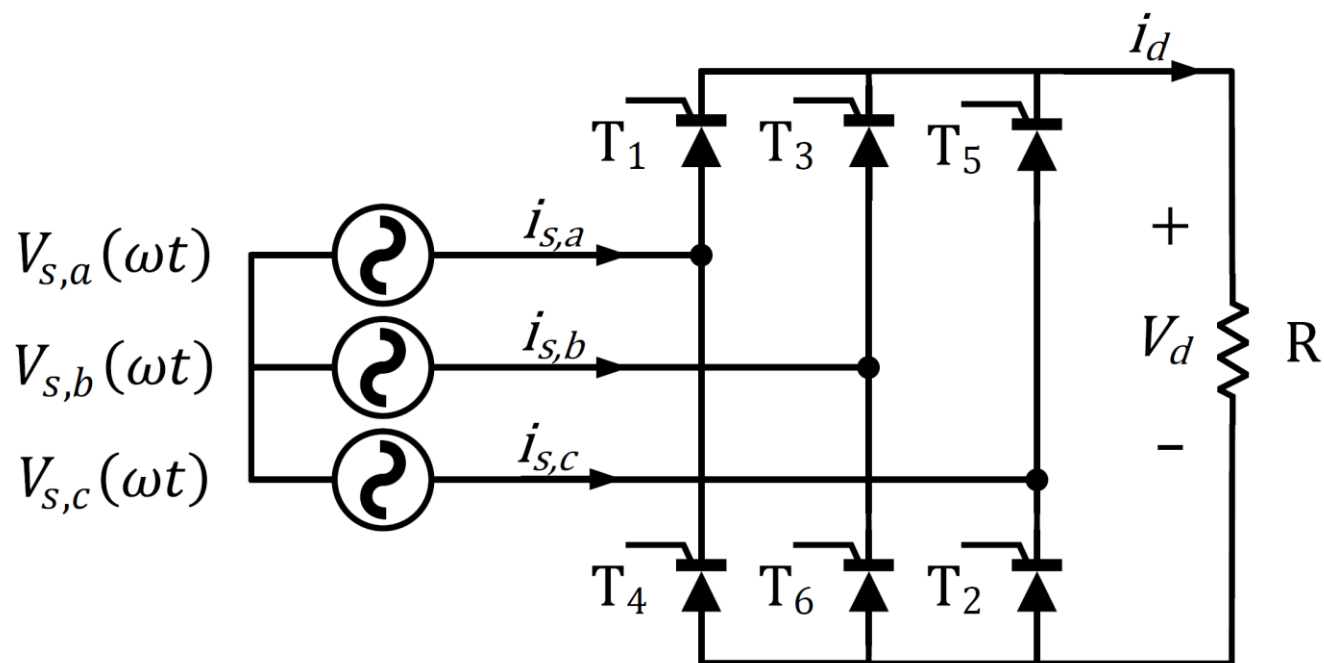 i_d
T_1 T_3 T_5
V_{s,a}(ωt) i_{s,a}
+
V_{s,b}(ωt) i_{s,b} V_d R
V_{s,c}(ωt) i_{s,c} −
T_4 T_6 T_2